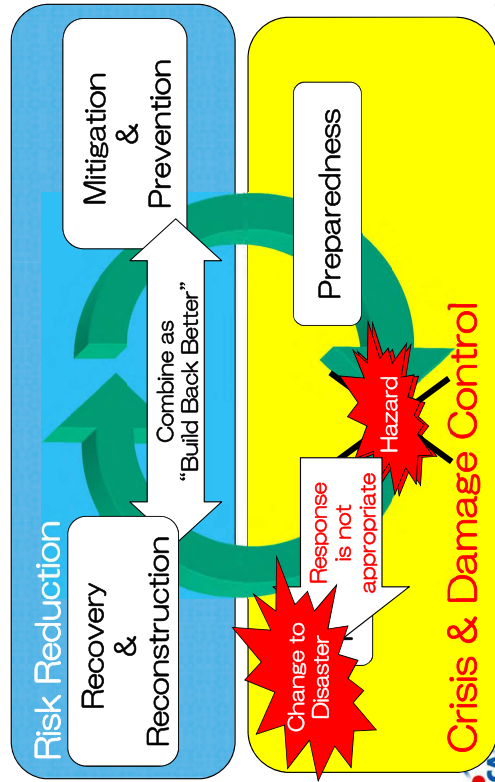 Risk Reduction
Recovery
&
Reconstruction
Combine as
“Build Back Better”
Mitigation
&
Prevention
Change to
Disaster
Response
is not
appropriate
Hazard
Preparedness
Crisis & Damage Control